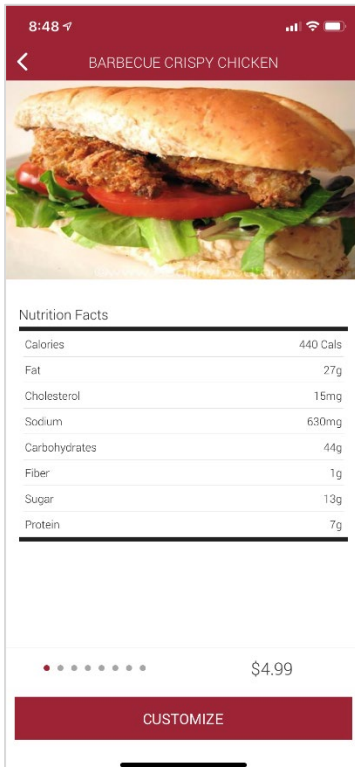 8:48
BARBECUE CRISPY CHICKEN
Nutrition Facts
Calories 440 Cals
Fat 27g
Cholesterol 15mg
Sodium 630mg
Carbohydrates 44g
Fiber 1g
Sugar 13g
Protein 7g
$4.99
CUSTOMIZE